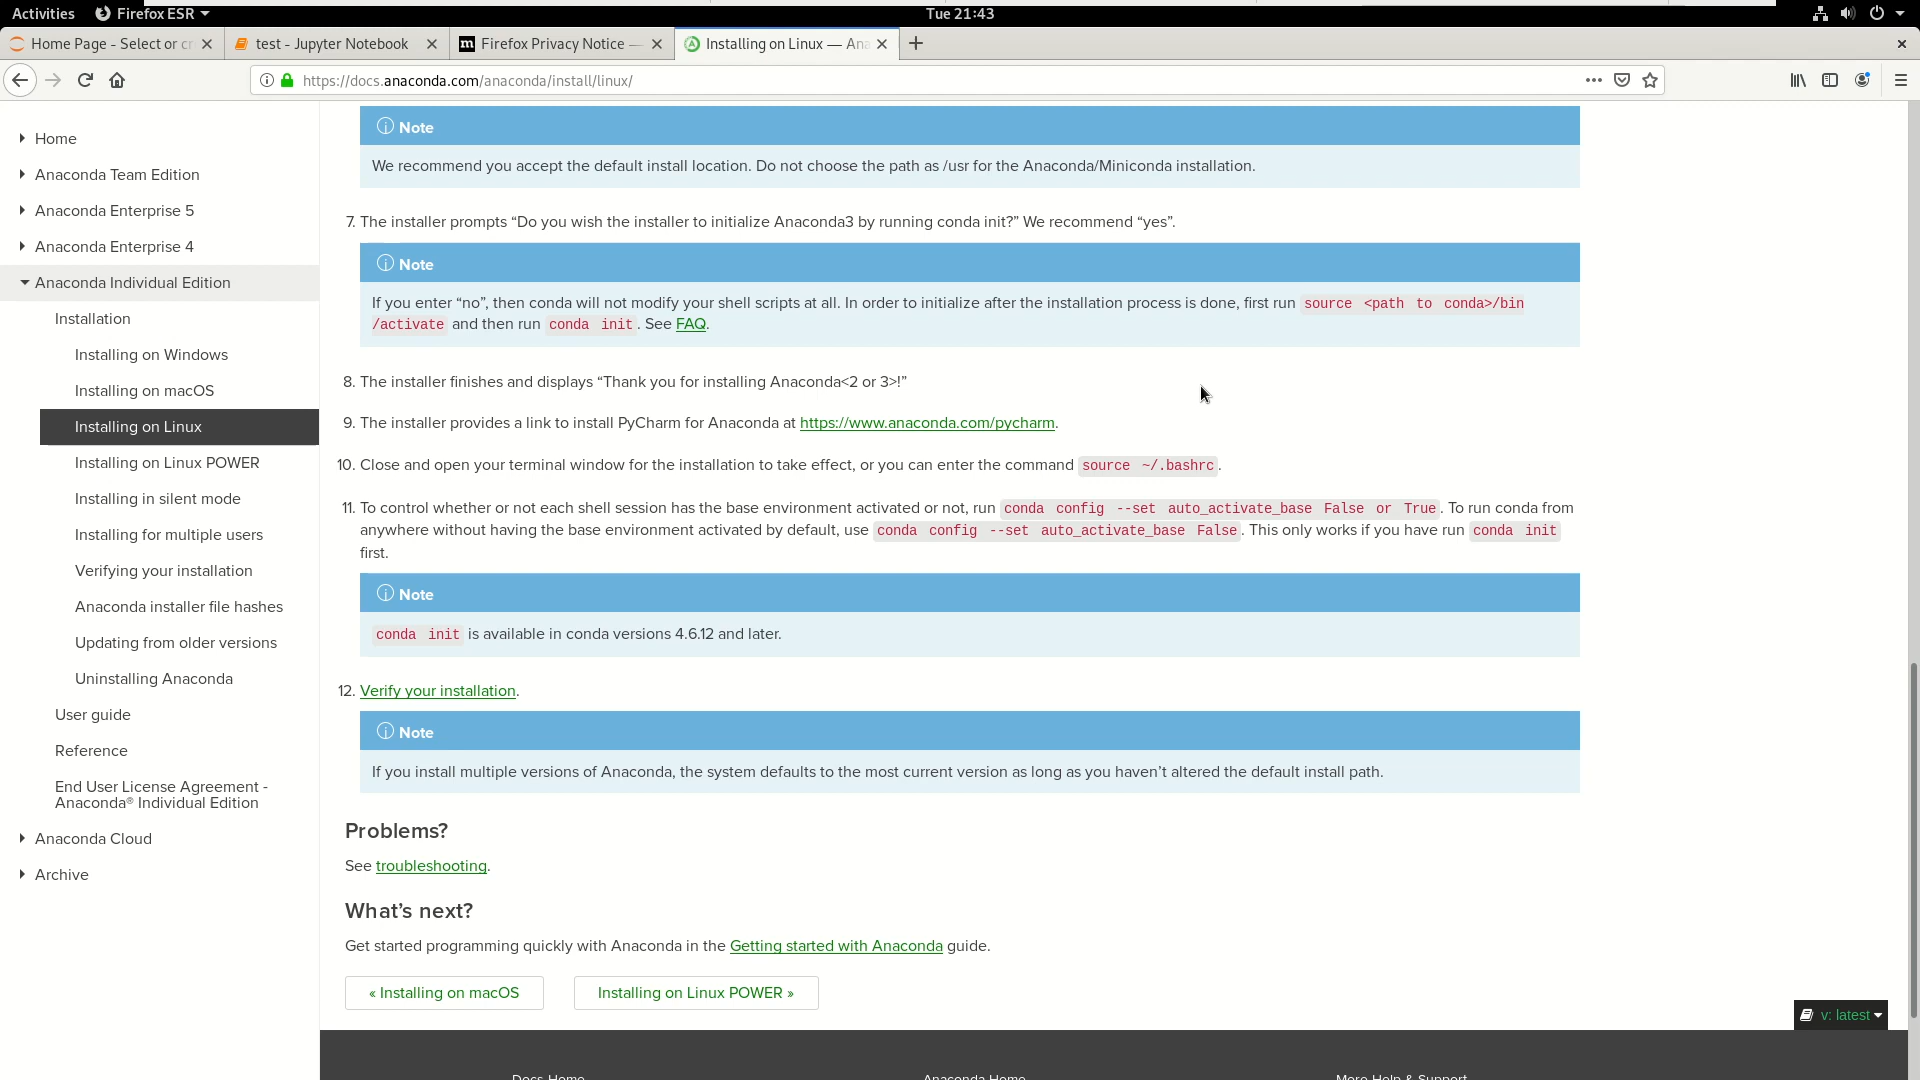 Activities Firefox ESR Tue 21:43
Home Page - Select or cr test - Jupyter Notebook Firefox Privacy Notice — Installing on Linux — Ana
https://docs.anaconda.com/anaconda/install/linux/
Home
Anaconda Team Edition
Anaconda Enterprise 5
Anaconda Enterprise 4
Anaconda Individual Edition
Installation
Installing on Windows
Installing on macOS
Installing on Linux
Installing on Linux POWER
Installing in silent mode
Installing for multiple users
Verifying your installation
Anaconda installer file hashes
Updating from older versions
Uninstalling Anaconda
User guide
Reference
End User License Agreement -
Anaconda® Individual Edition
Anaconda Cloud
Archive
Note
We recommend you accept the default install location. Do not choose the path as /usr for the Anaconda/Miniconda installation.
7. The installer prompts “Do you wish the installer to initialize Anaconda3 by running conda init?” We recommend “yes”.
Note
If you enter “no”, then conda will not modify your shell scripts at all. In order to initialize after the installation process is done, first run source <path to conda>/bin
/activate and then run conda init. See FAQ.
8. The installer finishes and displays “Thank you for installing Anaconda<2 or 3>!”
9. The installer provides a link to install PyCharm for Anaconda at https://www.anaconda.com/pycharm.
10. Close and open your terminal window for the installation to take effect, or you can enter the command source ~/.bashrc.
11. To control whether or not each shell session has the base environment activated or not, run conda config --set auto_activate_base False or True. To run conda from
anywhere without having the base environment activated by default, use conda config --set auto_activate_base False. This only works if you have run conda init
first.
Note
conda init is available in conda versions 4.6.12 and later.
12. Verify your installation.
Note
If you install multiple versions of Anaconda, the system defaults to the most current version as long as you haven’t altered the default install path.
Problems?
See troubleshooting.
What’s next?
Get started programming quickly with Anaconda in the Getting started with Anaconda guide.
« Installing on macOS Installing on Linux POWER »
v: latest
Docs Home Anaconda Home More Help & Support